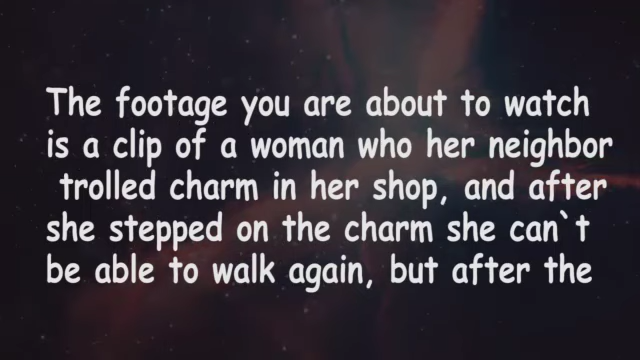 The footage you are about to watch
is a clip of a woman who her neighbor
trolled charm in her shop, and after
she stepped on the charm she can`t
be able to walk again, but after the